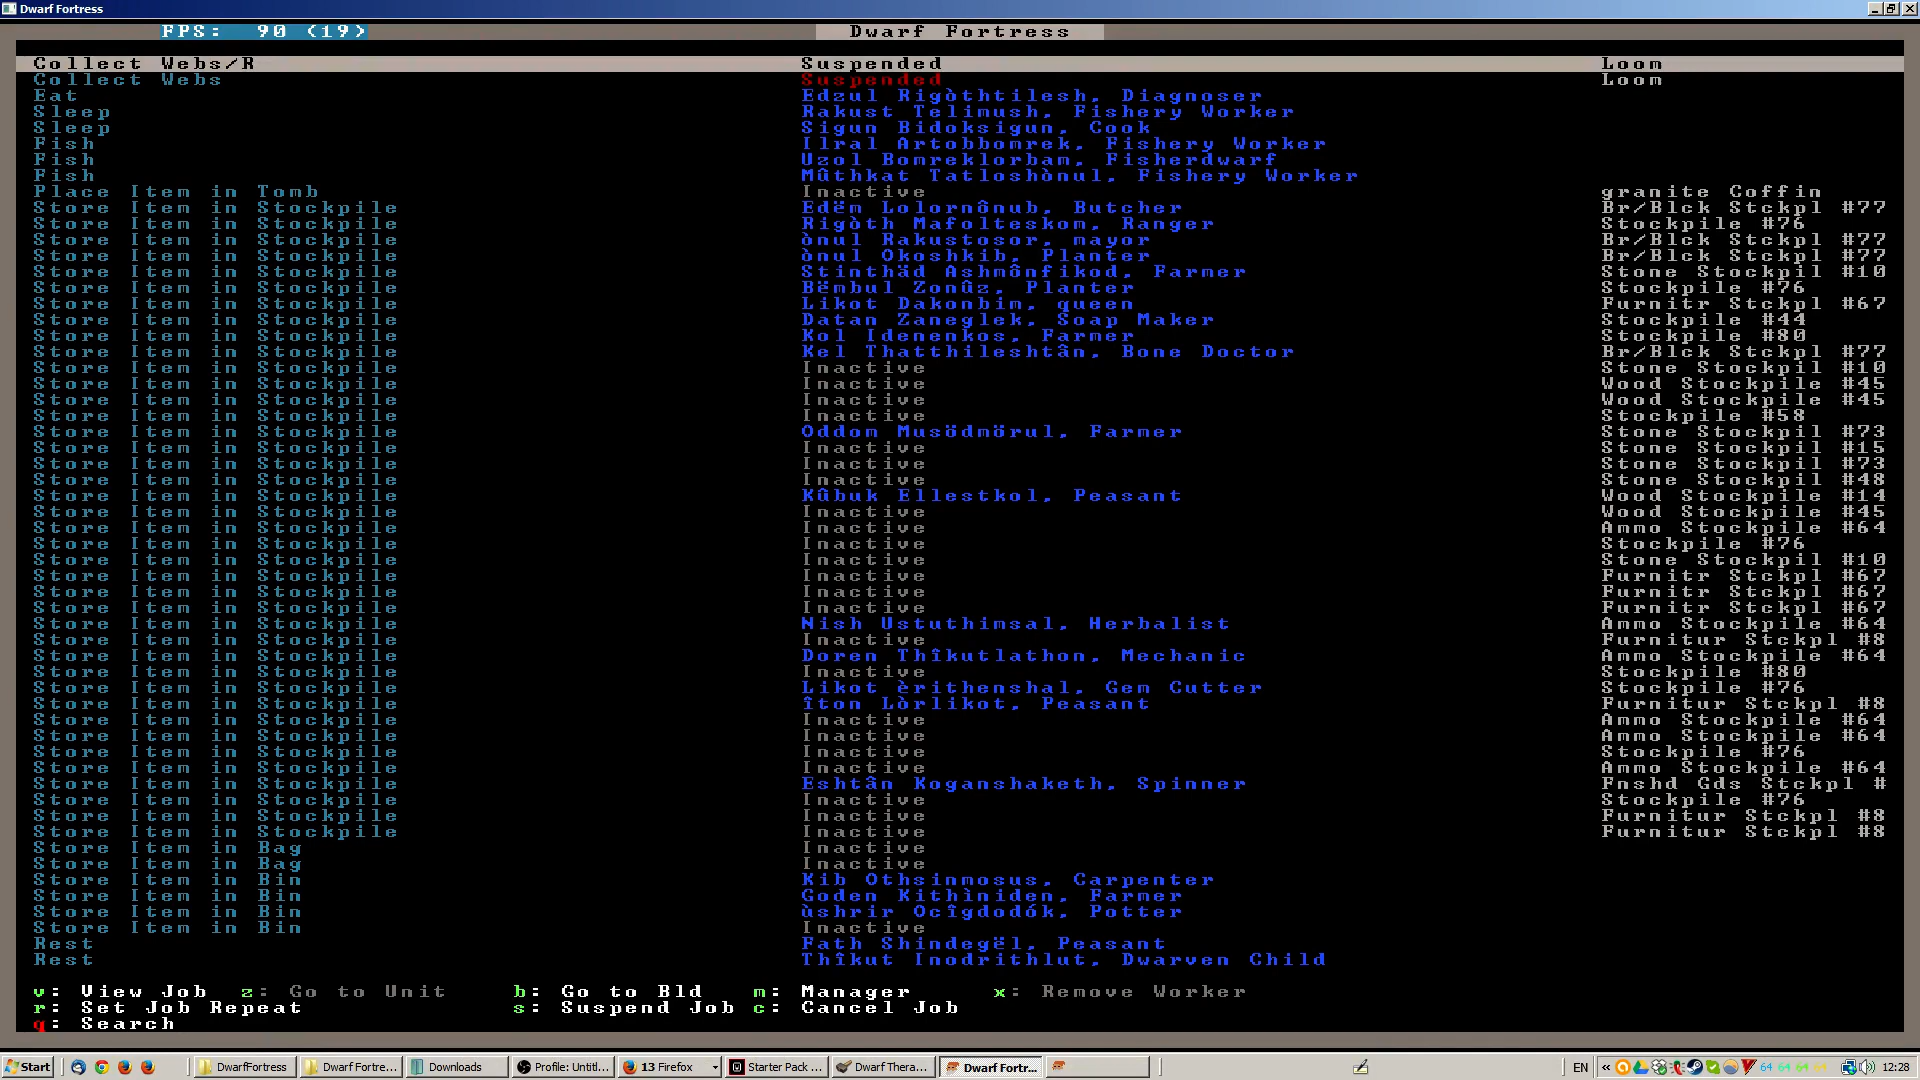 Dwarf Fortress
FPS: 90 (19) Dwarf Fortress
Collect Webs/R Suspended Loom
Collect Webs Suspended Loom
Eat Edzul Rigòthtilesh, Diagnoser
Sleep Rakust Telimush, Fishery Worker
Sleep Sigun Bidoksigun, Cook
Fish Ilral Artobbomrek, Fishery Worker
Fish Uzol Bomreklorbam, Fisherdwarf
Fish Mûthkat Tatloshònul, Fishery Worker
Place Item in Tomb Inactive granite Coffin
Store Item in Stockpile Edëm Lolornônub, Butcher Br/Blck Stckpl #77
Store Item in Stockpile Rigòth Mafolteskom, Ranger Stockpile #76
Store Item in Stockpile ònul Rakustosor, mayor Br/Blck Stckpl #77
Store Item in Stockpile ònul Okoshkib, Planter Br/Blck Stckpl #77
Store Item in Stockpile Stinthäd Ashmônfikod, Farmer Stone Stockpil #10
Store Item in Stockpile Bëmbul Zonûz, Planter Stockpile #76
Store Item in Stockpile Likot Dakonbim, queen Furnitr Stckpl #67
Store Item in Stockpile Datan Zaneglek, Soap Maker Stockpile #44
Store Item in Stockpile Kol Idenenkos, Farmer Stockpile #80
Store Item in Stockpile Kel Thatthileshtân, Bone Doctor Br/Blck Stckpl #77
Store Item in Stockpile Inactive Stone Stockpil #10
Store Item in Stockpile Inactive Wood Stockpile #45
Store Item in Stockpile Inactive Wood Stockpile #45
Store Item in Stockpile Inactive Stockpile #58
Store Item in Stockpile Oddom Musödmörul, Farmer Stone Stockpil #73
Store Item in Stockpile Inactive Stone Stockpil #15
Store Item in Stockpile Inactive Stone Stockpil #73
Store Item in Stockpile Inactive Stone Stockpil #48
Store Item in Stockpile Kûbuk Ellestkol, Peasant Wood Stockpile #14
Store Item in Stockpile Inactive Wood Stockpile #45
Store Item in Stockpile Inactive Ammo Stockpile #64
Store Item in Stockpile Inactive Stockpile #76
Store Item in Stockpile Inactive Stone Stockpil #10
Store Item in Stockpile Inactive Furnitr Stckpl #67
Store Item in Stockpile Inactive Furnitr Stckpl #67
Store Item in Stockpile Inactive Furnitr Stckpl #67
Store Item in Stockpile Nish Ustuthimsal, Herbalist Ammo Stockpile #64
Store Item in Stockpile Inactive Furnitur Stckpl #8
Store Item in Stockpile Doren Thîkutlathon, Mechanic Ammo Stockpile #64
Store Item in Stockpile Inactive Stockpile #80
Store Item in Stockpile Likot èrithenshal, Gem Cutter Stockpile #76
Store Item in Stockpile îton Lòrlikot, Peasant Furnitur Stckpl #8
Store Item in Stockpile Inactive Ammo Stockpile #64
Store Item in Stockpile Inactive Ammo Stockpile #64
Store Item in Stockpile Inactive Stockpile #76
Store Item in Stockpile Inactive Ammo Stockpile #64
Store Item in Stockpile Eshtân Koganshaketh, Spinner Fnshd Gds Stckpl #
Store Item in Stockpile Inactive Stockpile #76
Store Item in Stockpile Inactive Furnitur Stckpl #8
Store Item in Stockpile Inactive Furnitur Stckpl #8
Store Item in Bag Inactive
Store Item in Bag Inactive
Store Item in Bin Kib Othsinmosus, Carpenter
Store Item in Bin Goden Kithìniden, Farmer
Store Item in Bin ùshrir Ocîgdodók, Potter
Store Item in Bin Inactive
Rest Fath Shindegël, Peasant
Rest Thîkut Inodrithlut, Dwarven Child
v: View Job z: Go to Unit b: Go to Bld m: Manager x: Remove Worker
r: Set Job Repeat s: Suspend Job c: Cancel Job
q: Search
Start DwarfFortress Dwarf Fortre... Downloads Profile: Untitl... 13 Firefox Starter Pack ... Dwarf Thera... Dwarf Fortr... EN « 64 64 64 64 12:28